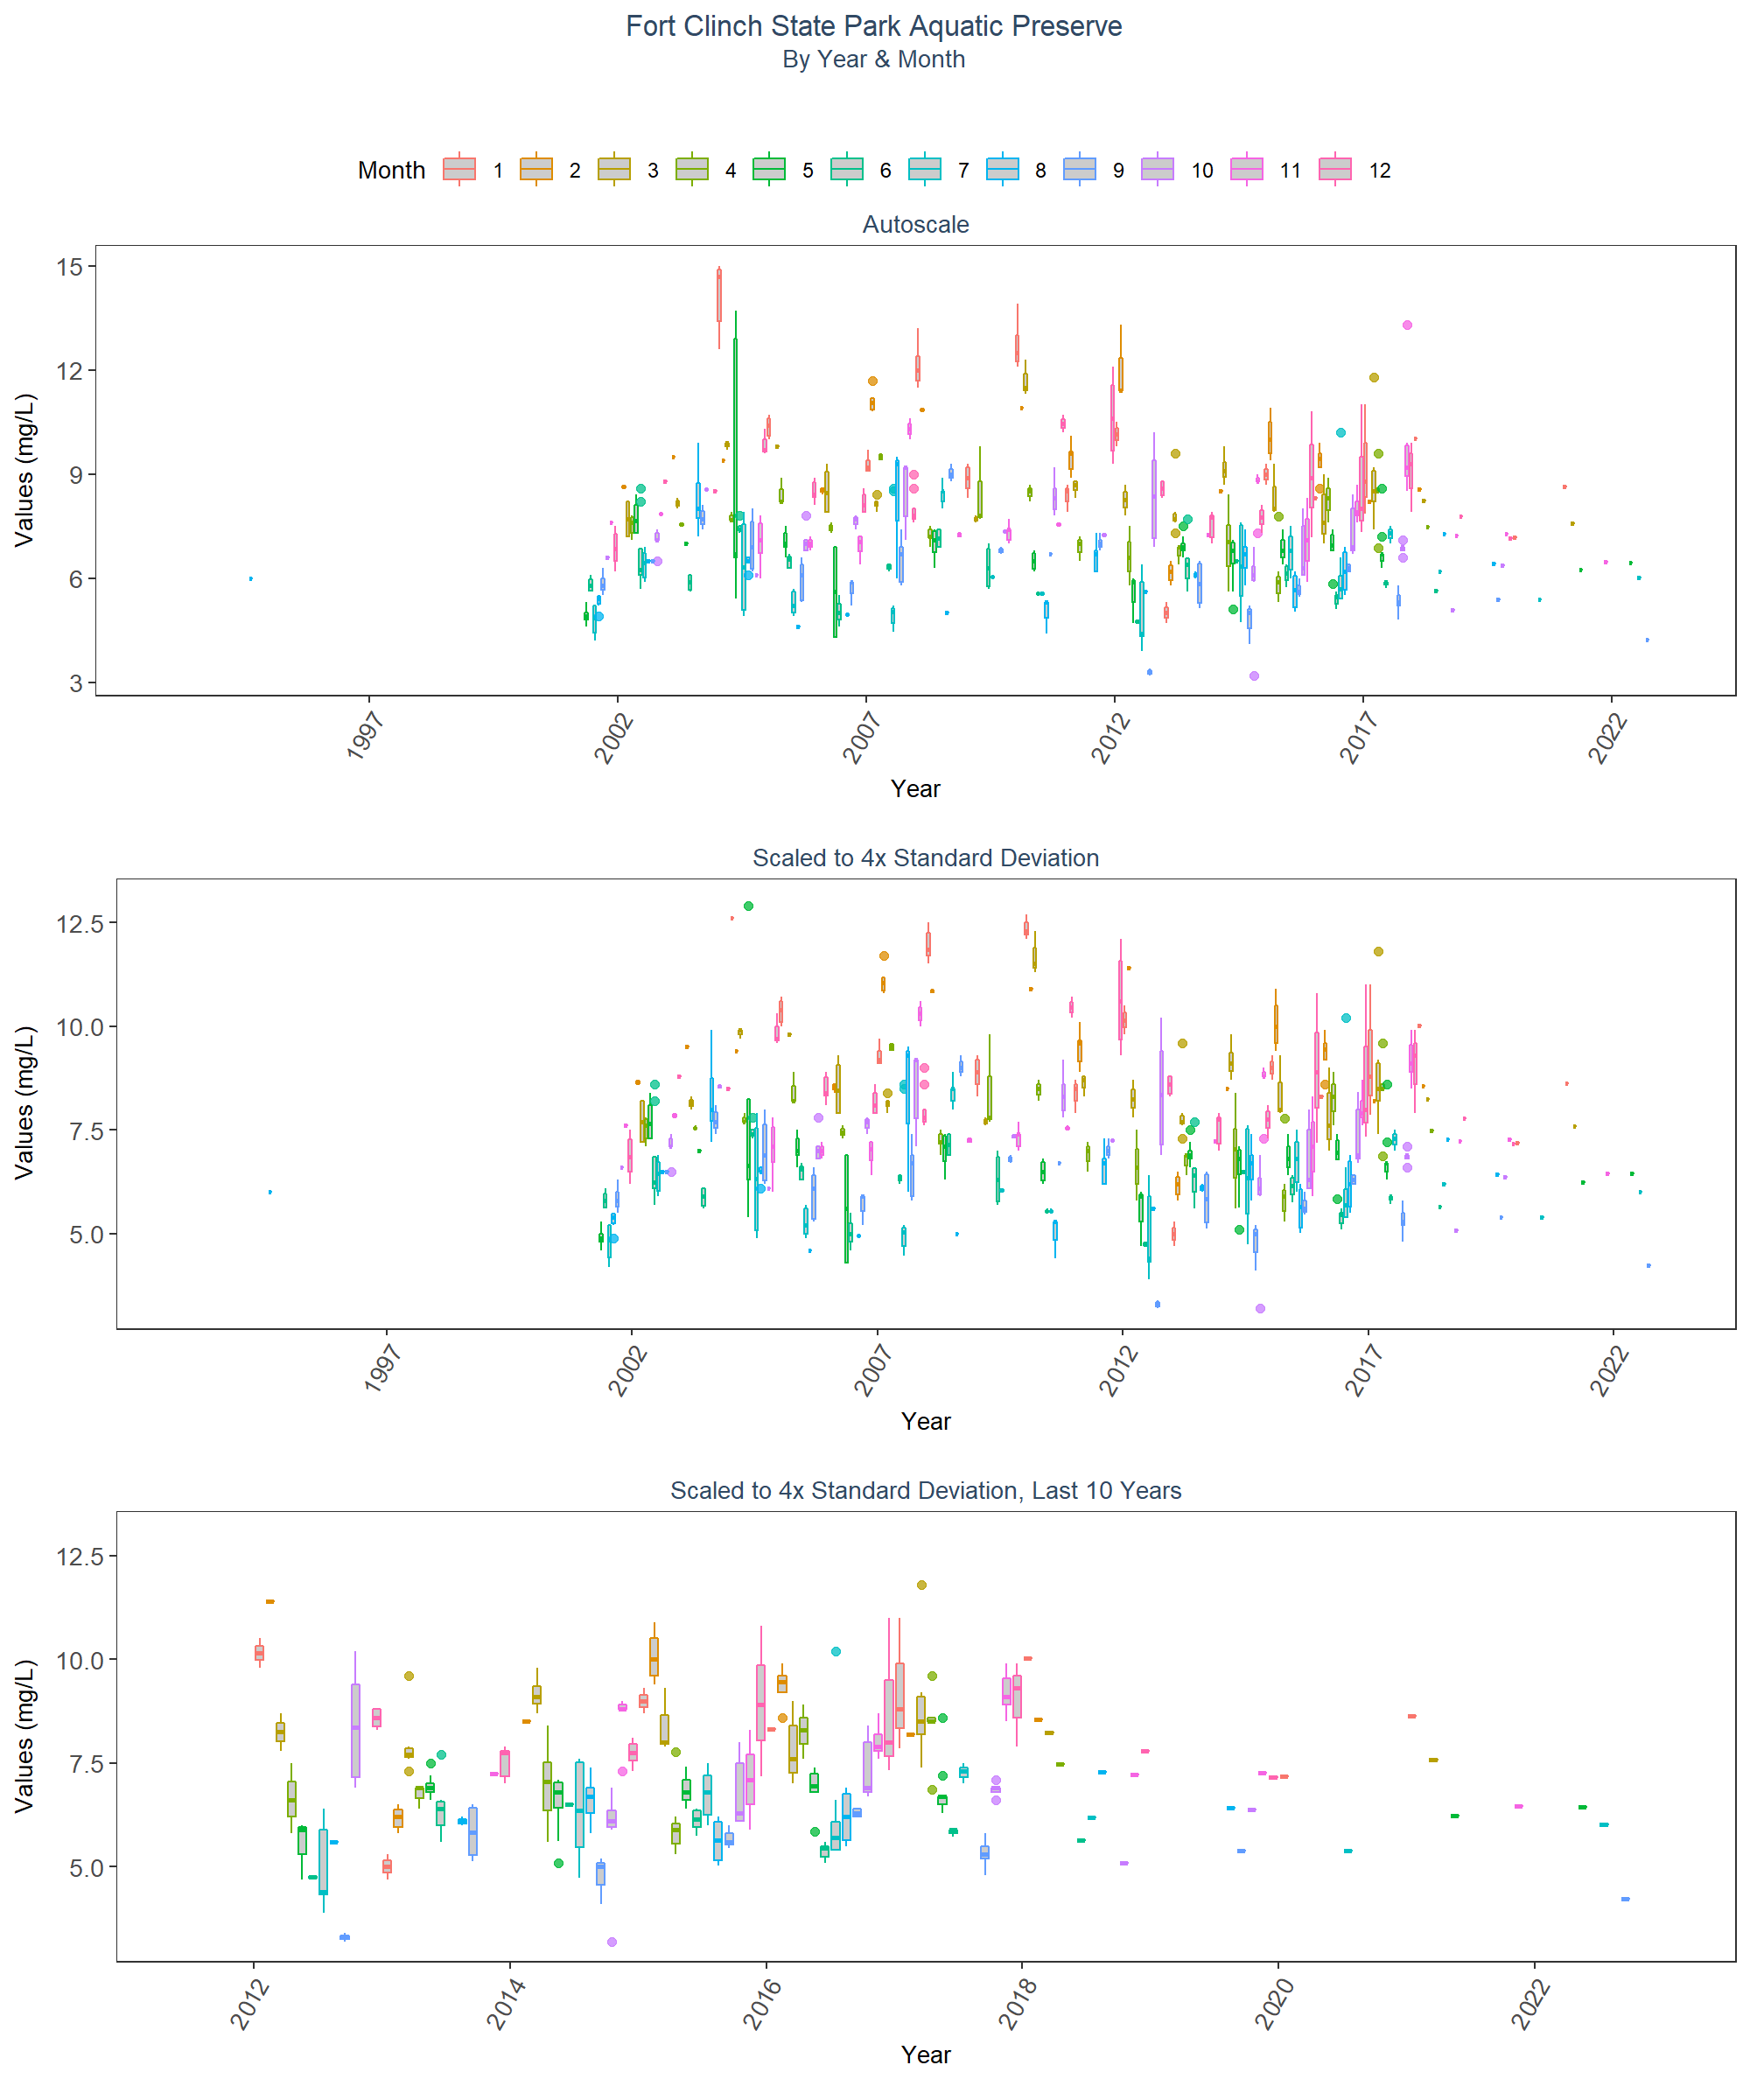 Fort Clinch State Park Aquatic Preserve
By Year & Month
Month 1 2 3 4 5 6 7 8 9 10 11 12
Autoscale
Values (mg/L)
15
12
9
6
3
1997 2002 2007 2012 2017 2022
Year
Scaled to 4x Standard Deviation
Values (mg/L)
12.5
10.0
7.5
5.0
1997 2002 2007 2012 2017 2022
Year
Scaled to 4x Standard Deviation, Last 10 Years
Values (mg/L)
12.5
10.0
7.5
5.0
2012 2014 2016 2018 2020 2022
Year